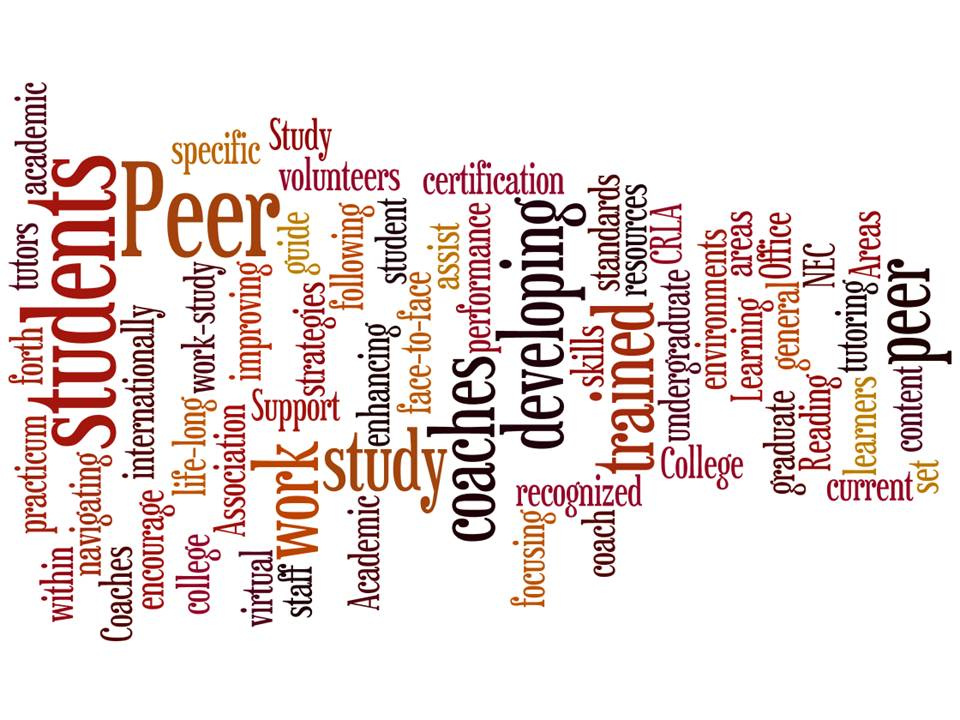 academic
tutors
students
forth
practicum
within
navigating
Coaches
Peer
specific
Study
volunteers
certification
internationally
encourage
work-study
life-long
college
improving
Association
virtual
guide
strategies
Support
work
staff
following
student
enhancing
study
Academic
assist
face-to-face
performance
coaches
developing
recognized
focusing
coach
standards
resources
skills
trained
CRLA
undergraduate
College
environments
areas
Learning
Office
general
graduate
NEC
Reading
tutoring
Areas
learners
current
peer
content
set